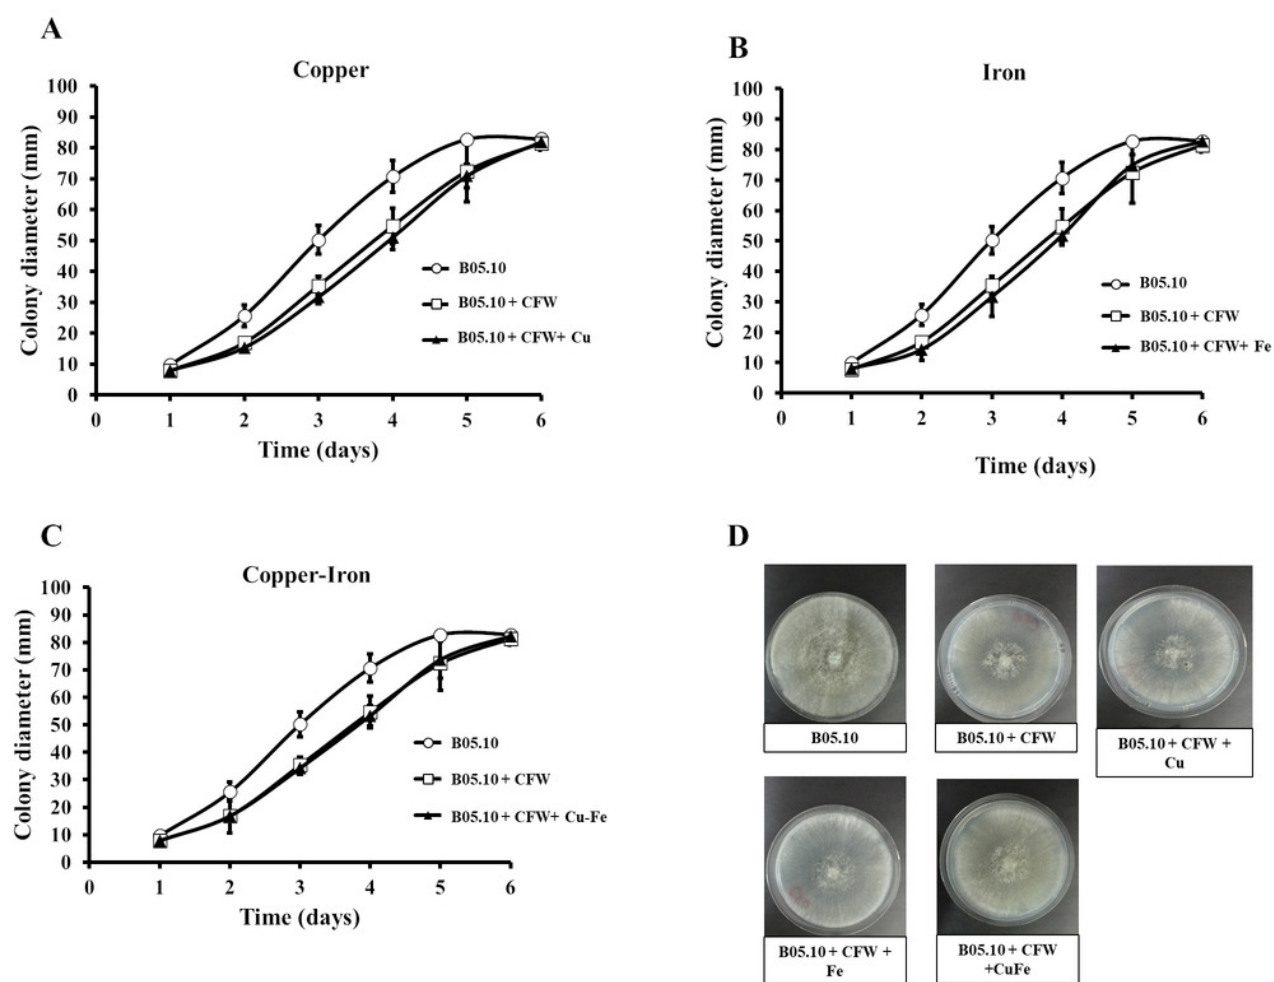 A
Copper
100
90
80
70
60
50
40
30
20
10
0
Colony diameter (mm)
0 1 2 3 4 5 6
Time (days)
B05.10
B05.10 + CFW
B05.10 + CFW+ Cu
B
Iron
100
90
80
70
60
50
40
30
20
10
0
Colony diameter (mm)
0 1 2 3 4 5 6
Time (days)
B05.10
B05.10 + CFW
B05.10 + CFW+ Fe
C
Copper-Iron
100
90
80
70
60
50
40
30
20
10
0
Colony diameter (mm)
0 1 2 3 4 5 6
Time (days)
B05.10
B05.10 + CFW
B05.10 + CFW+ Cu-Fe
D
B05.10
B05.10 + CFW
B05.10 + CFW +
Cu
B05.10 + CFW +
Fe
B05.10 + CFW
+CuFe